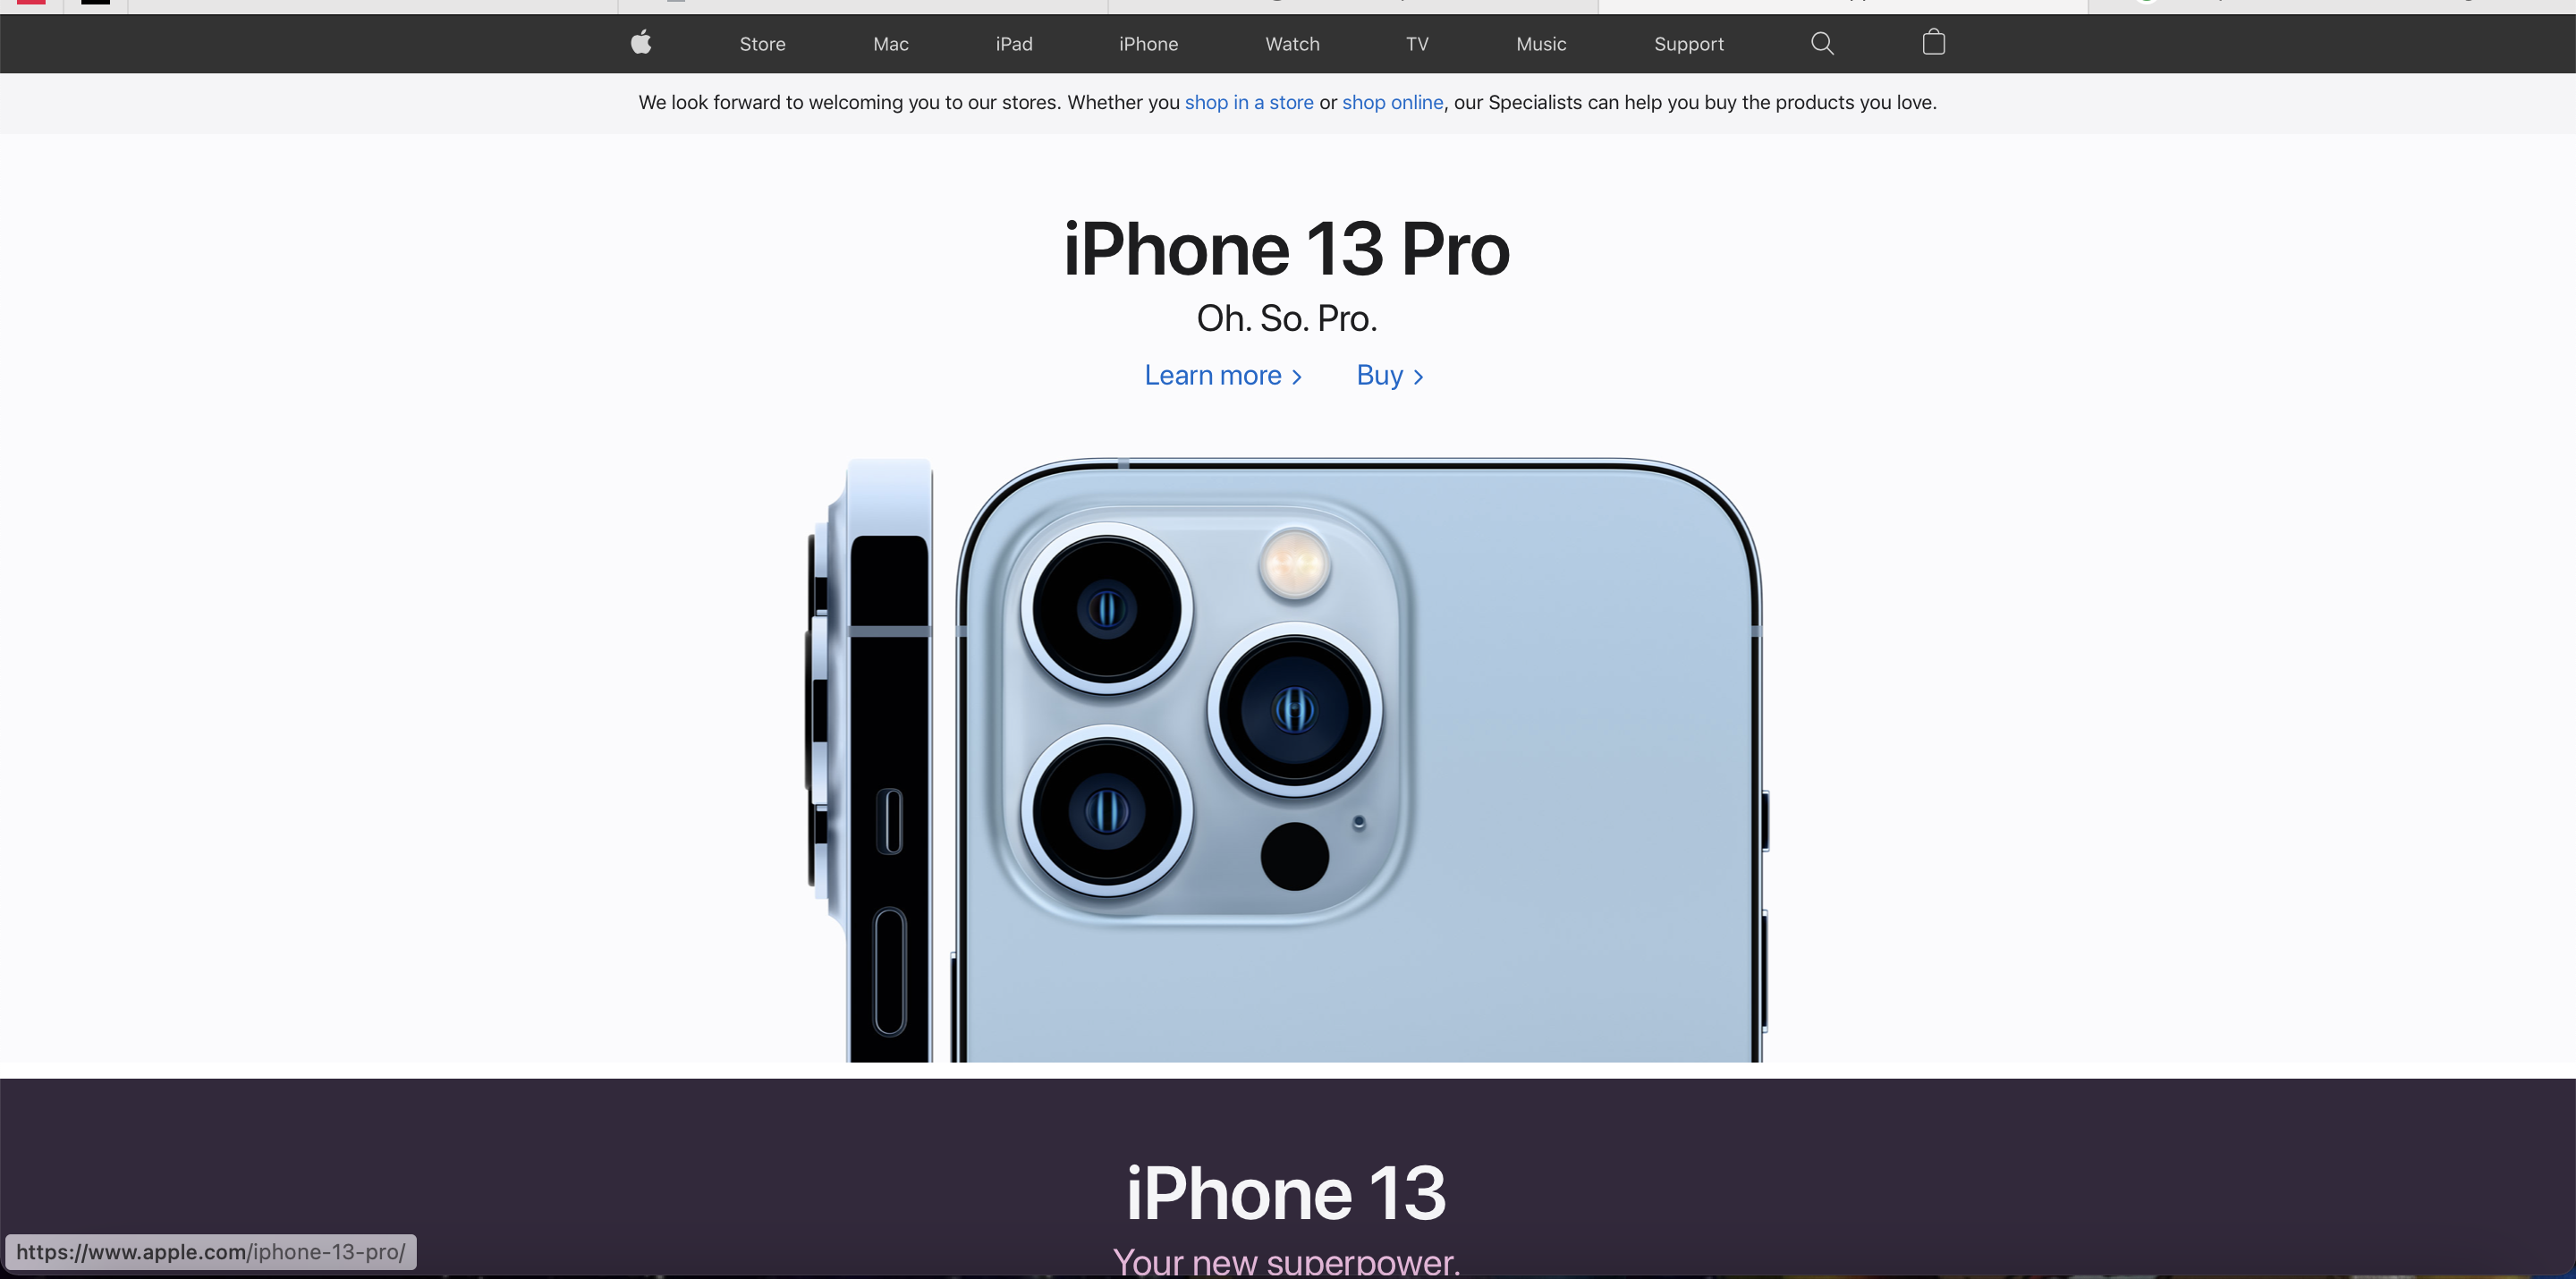 Store Mac iPad iPhone Watch TV Music Support
We look forward to welcoming you to our stores. Whether you shop in a store or shop online, our Specialists can help you buy the products you love.
iPhone 13 Pro
Oh. So. Pro.
Learn more > Buy >
iPhone 13
Your new superpower.
https://www.apple.com/iphone-13-pro/